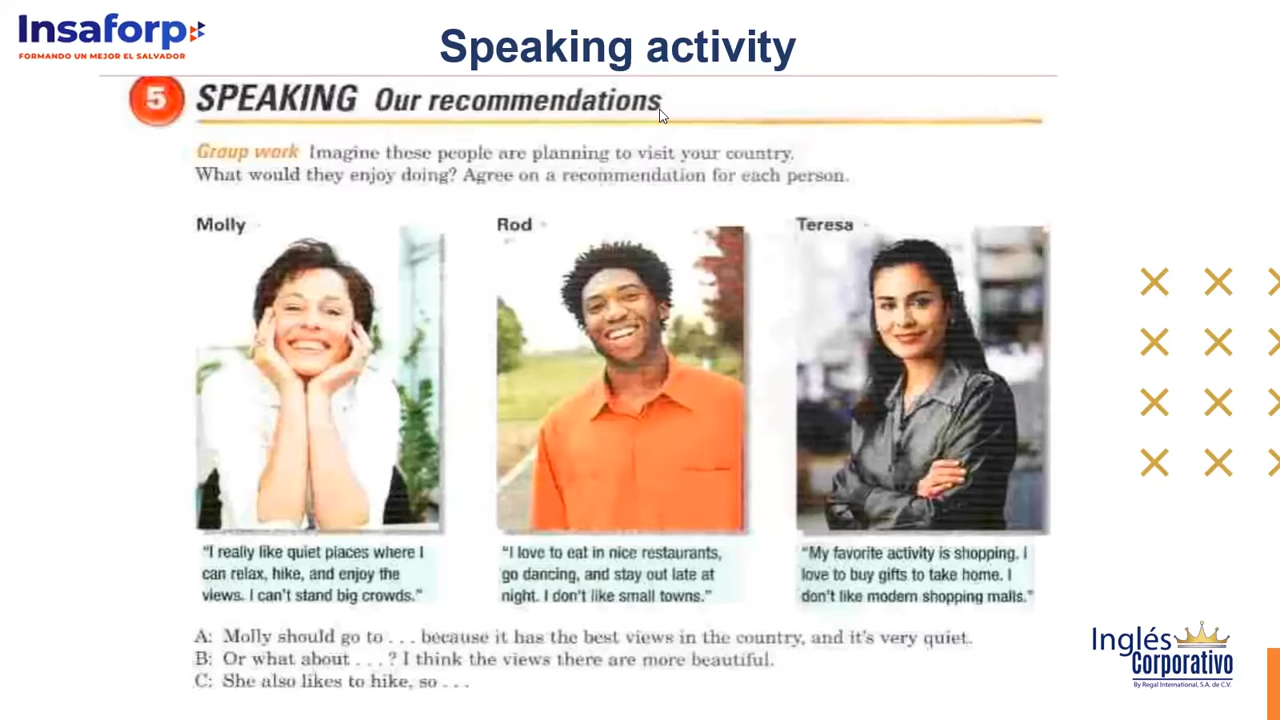 Insaforp
FORMANDO UN MEJOR EL SALVADOR
Speaking activity
5 SPEAKING Our recommendations
Group work Imagine these people are planning to visit your country.
What would they enjoy doing? Agree on a recommendation for each person.
Molly
"I really like quiet places where I
can relax, hike, and enjoy the
views. I can't stand big crowds."
Rod
"I love to eat in nice restaurants,
go dancing, and stay out late at
night. I don't like small towns."
Teresa
"My favorite activity is shopping. I
love to buy gifts to take home. I
don't like modern shopping malls."
A: Molly should go to . . . because it has the best views in the country, and it's very quiet.
B: Or what about . . . ? I think the views there are more beautiful.
C: She also likes to hike, so . . .
Inglés
Corporativo
By Regal International, S.A. de C.V.